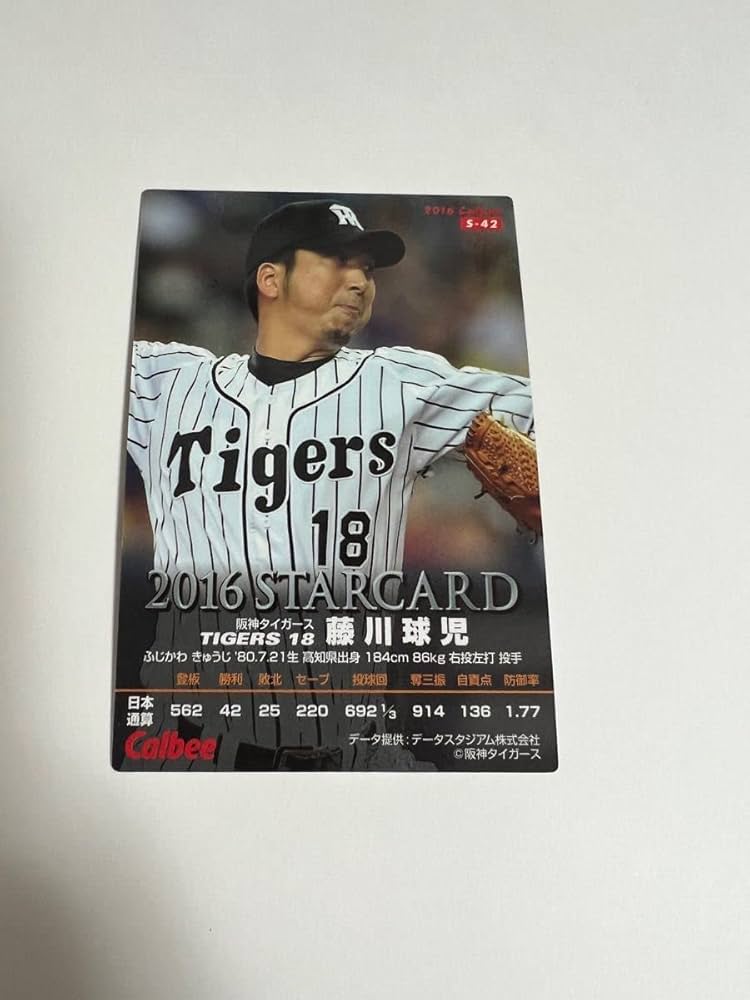 2016 Calbee
S-42
Tigers
18
2016 STARCARD
阪神タイガース
TIGERS 18 藤川球児
ふじかわ きゅうじ '80.7.21生 高知県出身 184cm 86kg 右投左打 投手
登板 勝利 敗北 セーブ 投球回 奪三振 自責点 防御率
日本通算 562 42 25 220 692 1/3 914 136 1.77
Calbee
データ提供：データスタジアム株式会社
©阪神タイガース